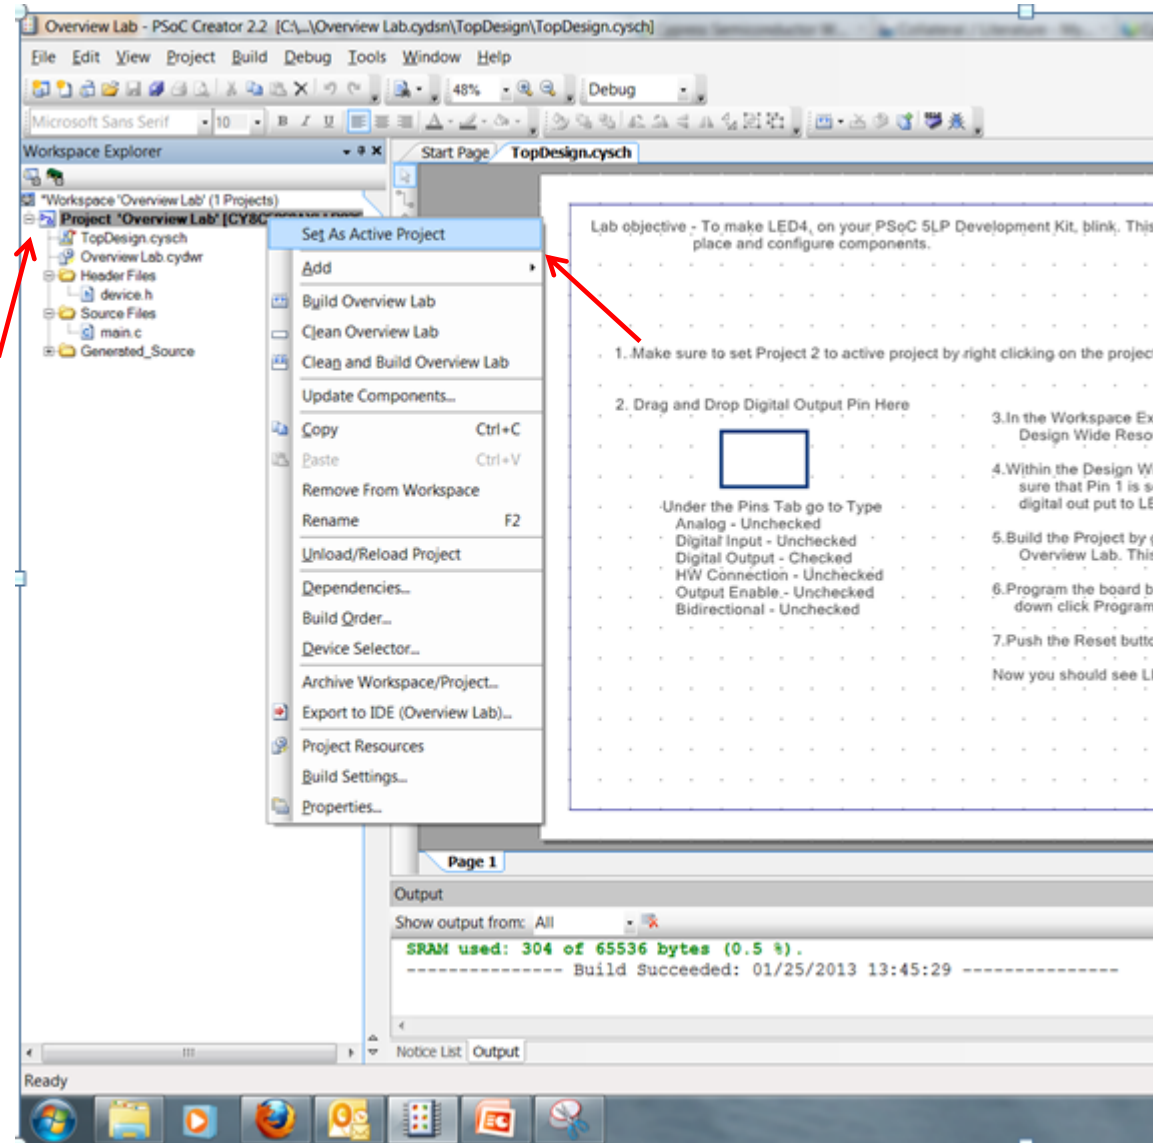 Overview Lab - PSoC Creator 2.2 [C:\...\Overview Lab.cydsn\TopDesign\TopDesign.cysch]
File Edit View Project Build Debug Tools Window Help
48% Debug
Microsoft Sans Serif 10 B I U A
Workspace Explorer
Start Page TopDesign.cysch
"Workspace 'Overview Lab' (1 Projects)
Project 'Overview Lab'
TopDesign.cysch
Overview Lab.cydwr
Header Files
device.h
Source Files
main.c
Generated_Source
Set As Active Project
Add
Build Overview Lab
Clean Overview Lab
Clean and Build Overview Lab
Update Components...
Copy Ctrl+C
Paste Ctrl+V
Remove From Workspace
Rename F2
Unload/Reload Project
Dependencies...
Build Order...
Device Selector...
Archive Workspace/Project...
Export to IDE (Overview Lab)...
Project Resources
Build Settings...
Properties...
Lab objective - To make LED4, on your PSoC 5LP Development Kit, blink. This
place and configure components.
1. Make sure to set Project 2 to active project by right clicking on the project
2. Drag and Drop Digital Output Pin Here
Under the Pins Tab go to Type
Analog - Unchecked
Digital Input - Unchecked
Digital Output - Checked
HW Connection - Unchecked
Output Enable - Unchecked
Bidirectional - Unchecked
3.In the Workspace Ex
Design Wide Reso
4.Within the Design Wi
sure that Pin 1 is s
digital out put to LE
5.Build the Project by g
Overview Lab. This
6.Program the board b
down click Program
7.Push the Reset butto
Now you should see L
Page 1
Output
Show output from: All
SRAM used: 304 of 65536 bytes (0.5 %).
--------------- Build Succeeded: 01/25/2013 13:45:29 ---------------
Notice List Output
Ready